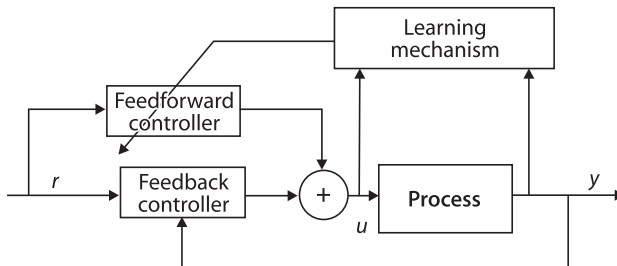 Learning
mechanism
Feedforward
controller
r
Feedback
controller
+
u
Process
y